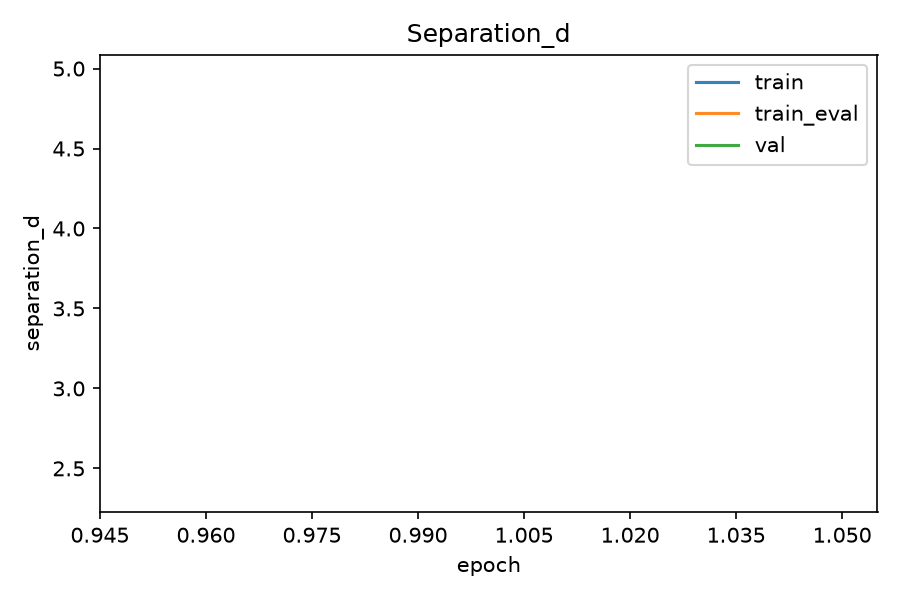 Separation_d
train
train_eval
val
separation_d
5.0
4.5
4.0
3.5
3.0
2.5
0.945 0.960 0.975 0.990 1.005 1.020 1.035 1.050
epoch